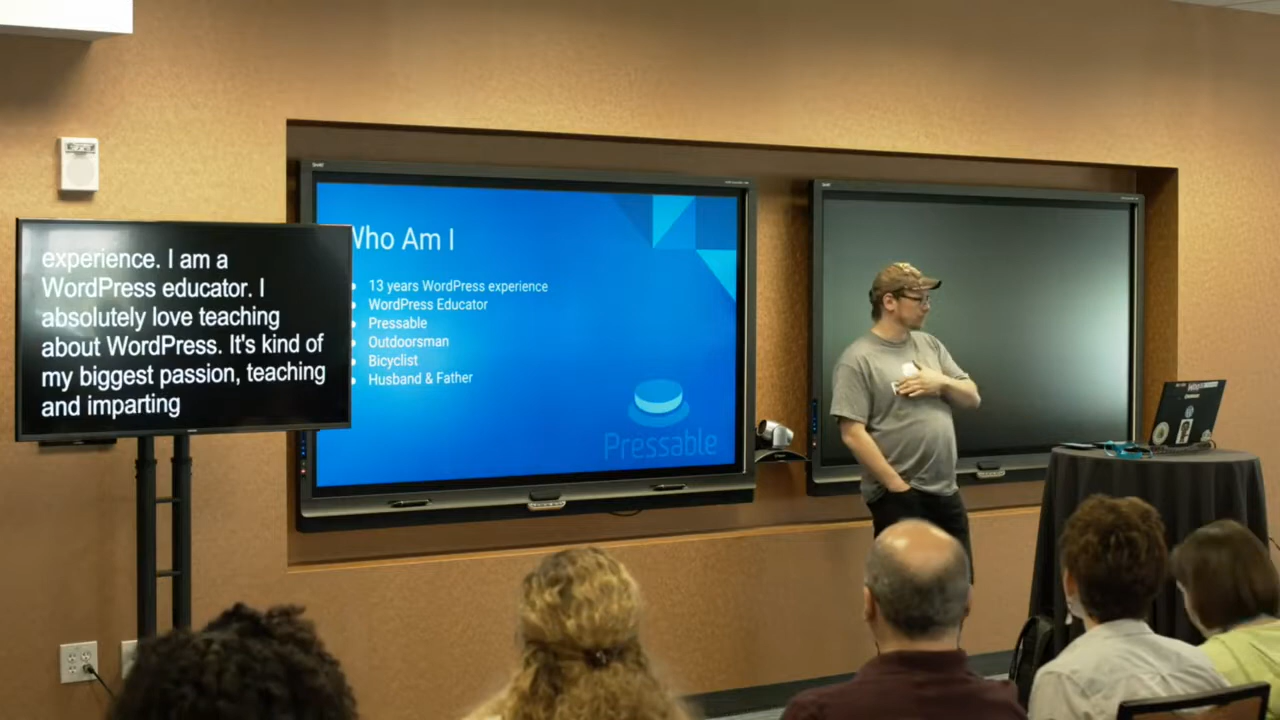 experience. I am a
WordPress educator. I
absolutely love teaching
about WordPress. It's kind of
my biggest passion, teaching
and imparting
Who Am I
13 years WordPress experience
WordPress Educator
Pressable
Outdoorsman
Bicyclist
Husband & Father
Pressable